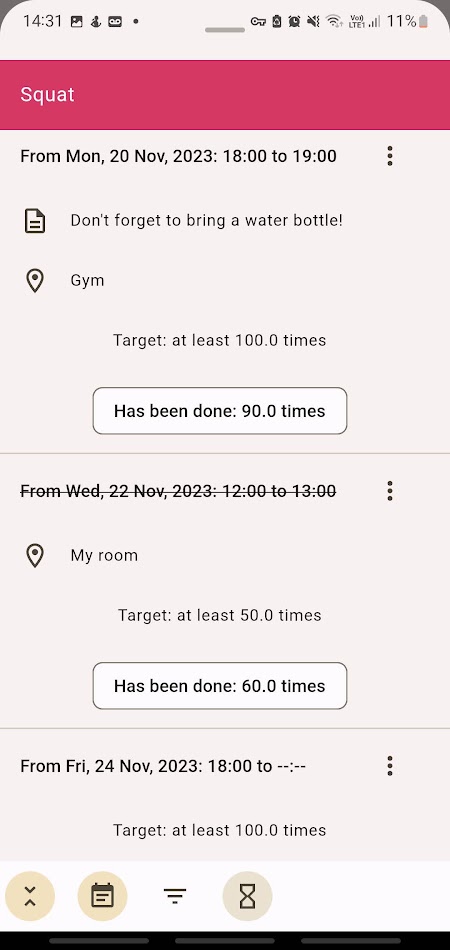 14:31
Vo))
LTE1
11%
Squat
From Mon, 20 Nov, 2023: 18:00 to 19:00
Don't forget to bring a water bottle!
Gym
Target: at least 100.0 times
Has been done: 90.0 times
From Wed, 22 Nov, 2023: 12:00 to 13:00
My room
Target: at least 50.0 times
Has been done: 60.0 times
From Fri, 24 Nov, 2023: 18:00 to --:--
Target: at least 100.0 times